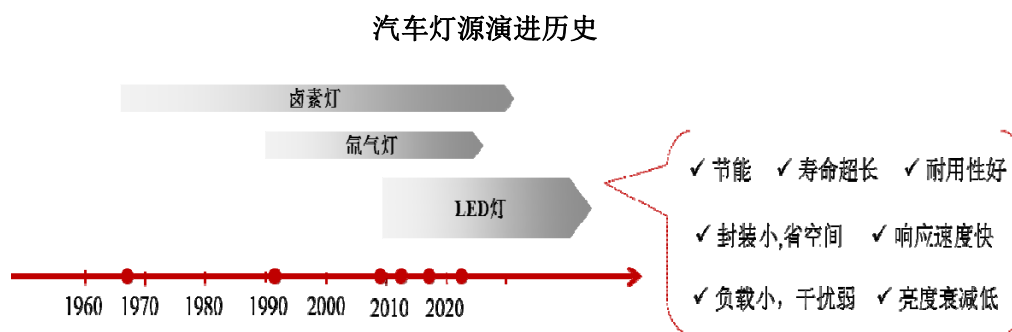 汽车灯源演进历史
卤素灯
氙气灯
LED灯
✓ 节能 ✓ 寿命超长 ✓ 耐用性好
✓ 封装小,省空间 ✓ 响应速度快
✓ 负载小，干扰弱 ✓ 亮度衰减低
1960 1970 1980 1990 2000 2010 2020